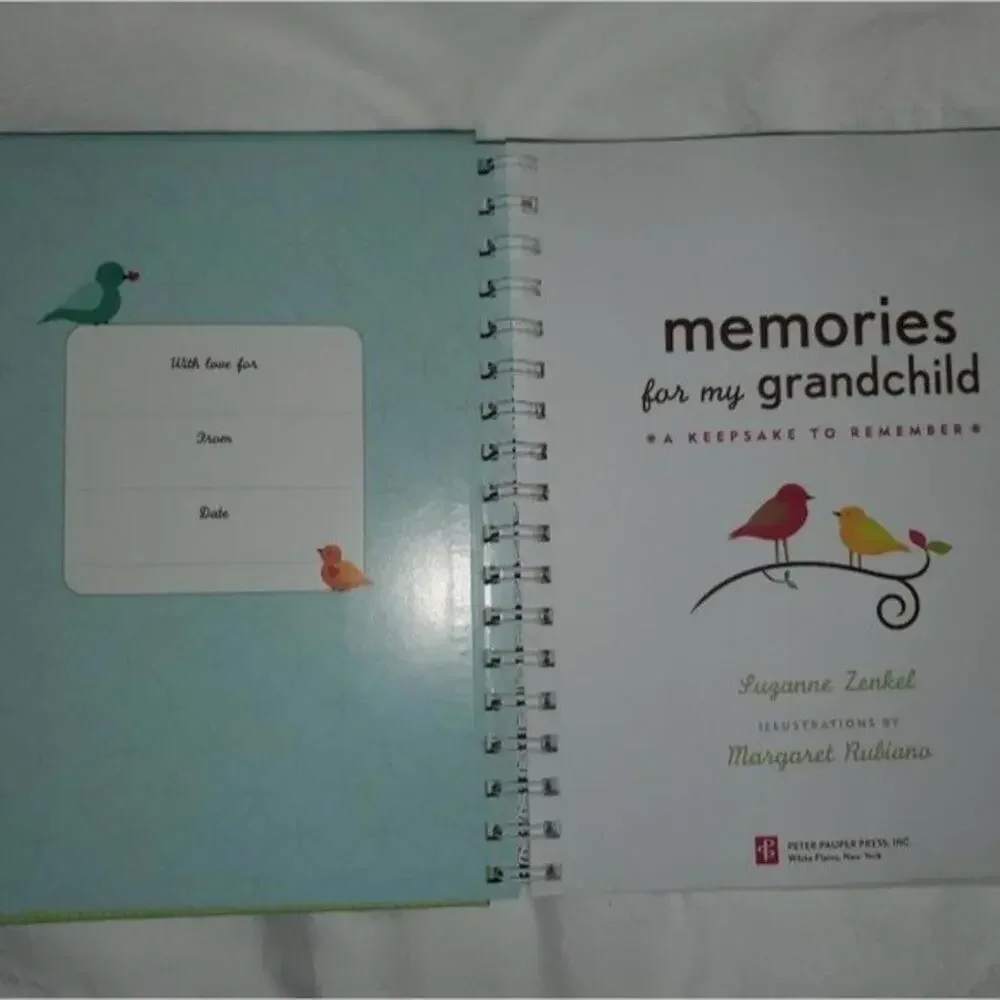 With love for
From
Date
memories
for my grandchild
A KEEPSAKE TO REMEMBER
Suzanne Zenkel
ILLUSTRATIONS BY
Margaret Rubiano
PETER PAUPER PRESS, INC.
White Plains, New York